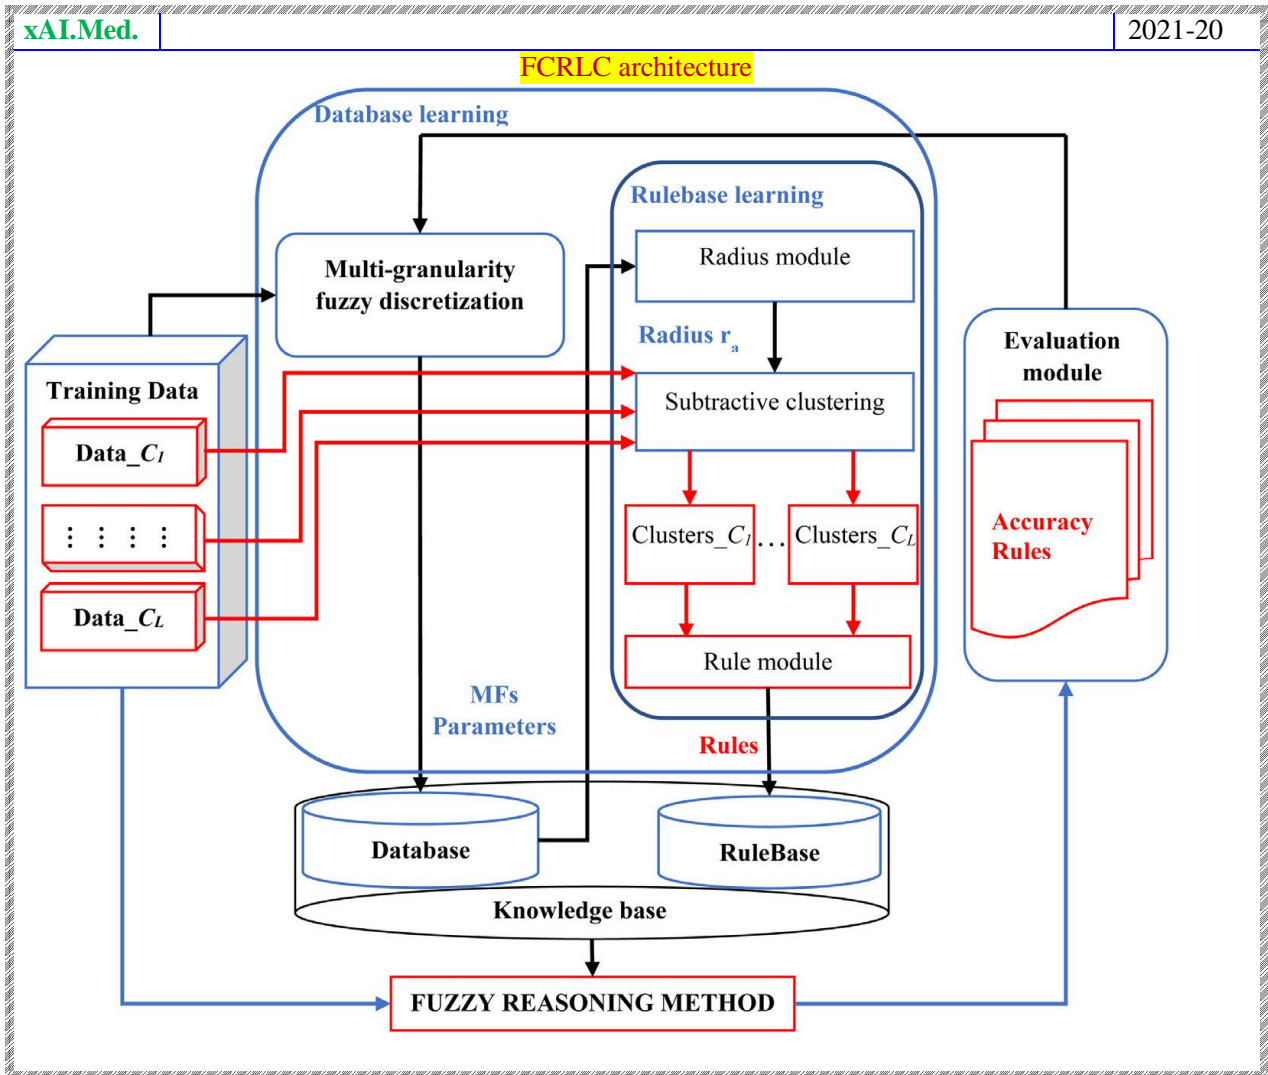 xAI.Med.
2021-20
FCRLC architecture
Database learning
Rulebase learning
Multi-granularity
fuzzy discretization
Radius module
Radius ra
Evaluation
module
Training Data
Subtractive clustering
Data_C1
Accuracy
Rules
Clusters_C1
...
Clusters_CL
Data_CL
Rule module
MFs
Parameters
Rules
Database
RuleBase
Knowledge base
FUZZY REASONING METHOD